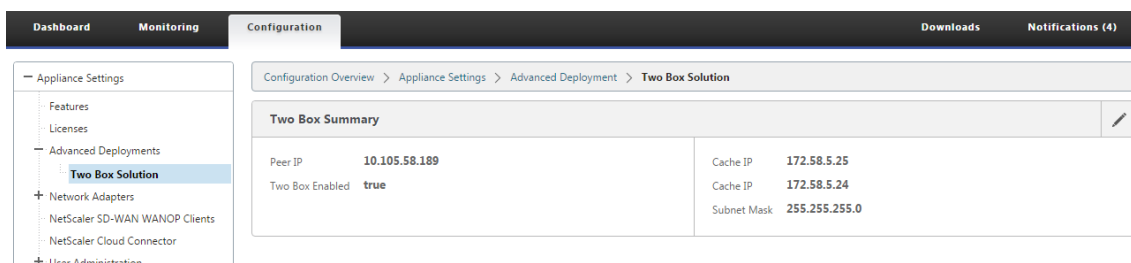 Dashboard Monitoring Configuration Downloads Notifications (4)
Appliance Settings
Features
Licenses
Advanced Deployments
Two Box Solution
Network Adapters
NetScaler SD-WAN WANOP Clients
NetScaler Cloud Connector
User Administration
Configuration Overview > Appliance Settings > Advanced Deployment > Two Box Solution
Two Box Summary
Peer IP 10.105.58.189
Two Box Enabled true
Cache IP 172.58.5.25
Cache IP 172.58.5.24
Subnet Mask 255.255.255.0